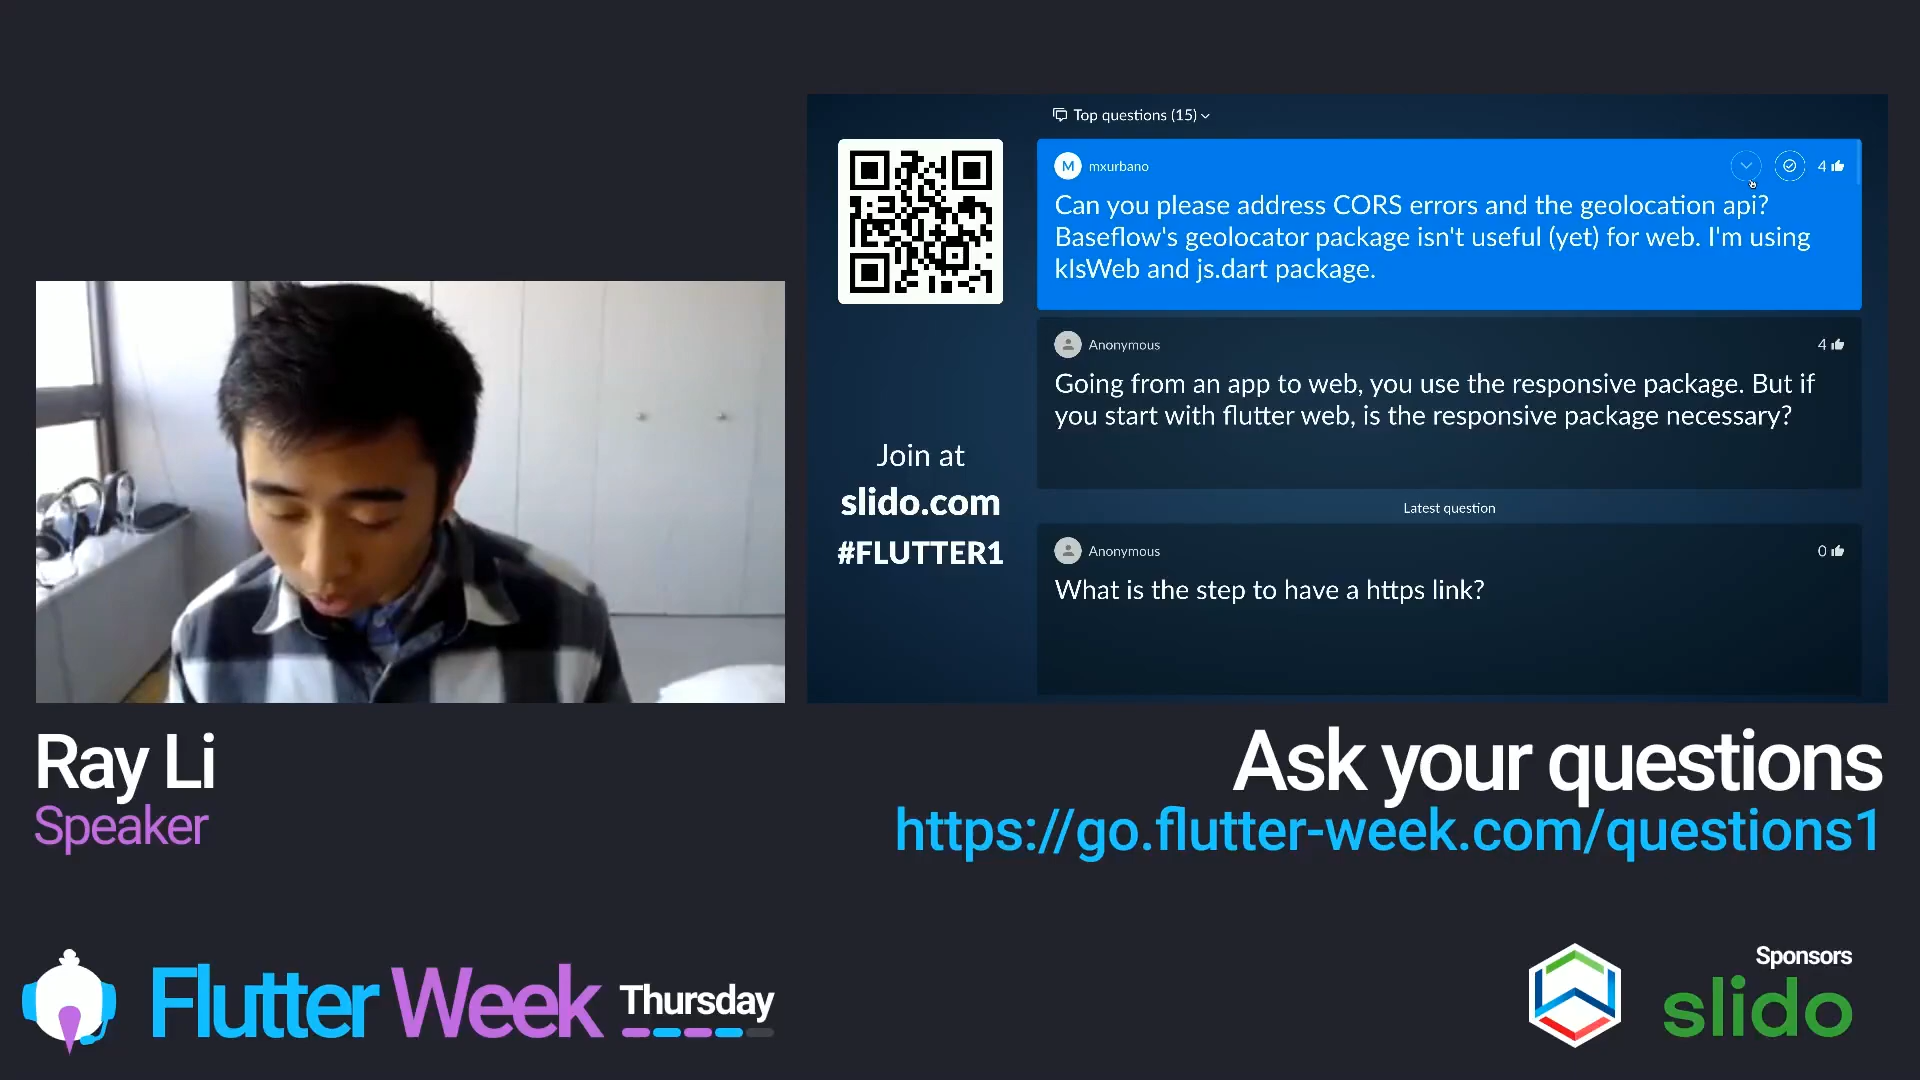 Top questions (15)
M mxurbano 4
Can you please address CORS errors and the geolocation api?
Baseflow's geolocator package isn't useful (yet) for web. I'm using
kIsWeb and js.dart package.
Anonymous 4
Going from an app to web, you use the responsive package. But if
you start with flutter web, is the responsive package necessary?
Latest question
Anonymous 0
What is the step to have a https link?
Join at
slido.com
#FLUTTER1
Ray Li
Speaker
Ask your questions
https://go.flutter-week.com/questions1
Flutter Week Thursday
Sponsors
slido